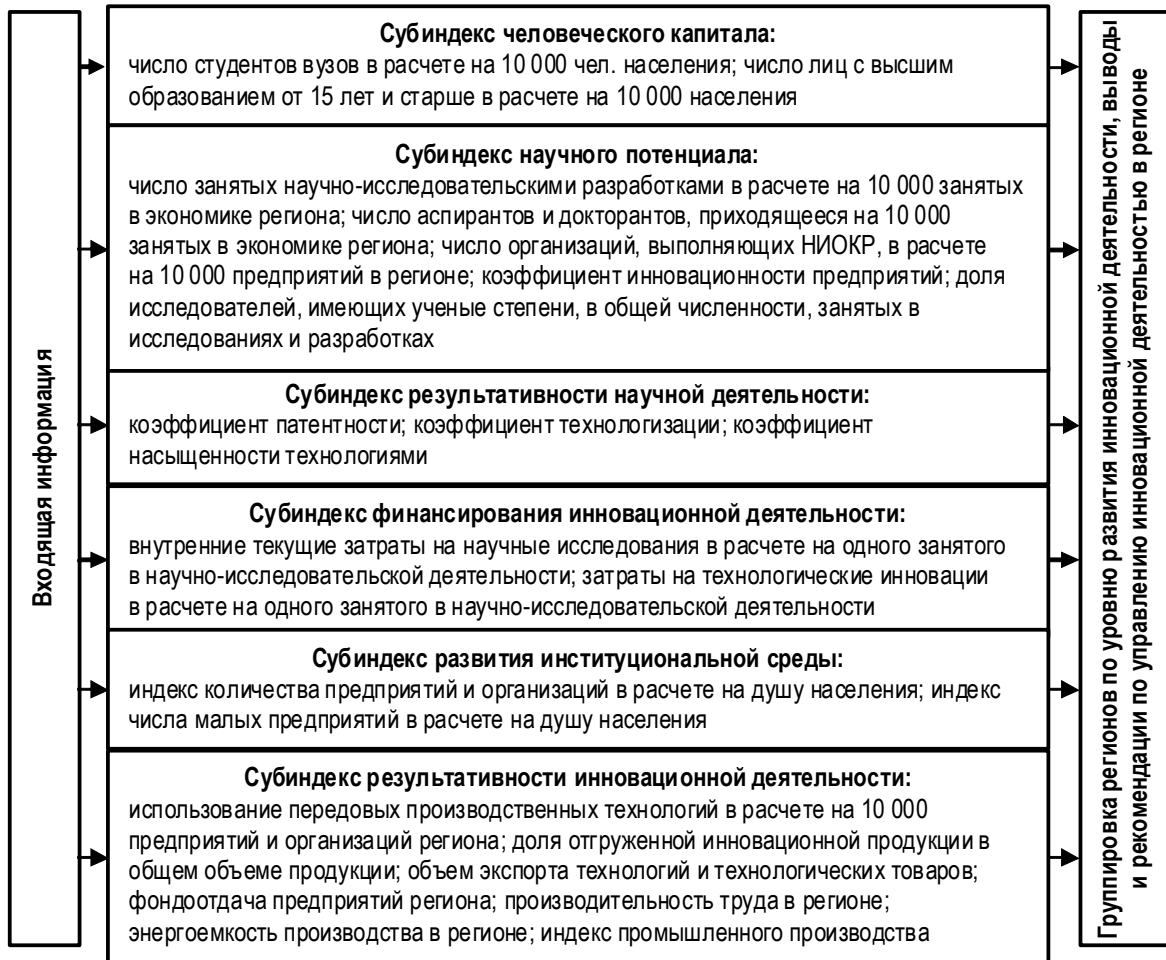 Входящая информация
Субиндекс человеческого капитала:
число студентов вузов в расчете на 10 000 чел. населения; число лиц с высшим
образованием от 15 лет и старше в расчете на 10 000 населения
Субиндекс научного потенциала:
число занятых научно-исследовательскими разработками в расчете на 10 000 занятых
в экономике региона; число аспирантов и докторантов, приходящееся на 10 000
занятых в экономике региона; число организаций, выполняющих НИОКР, в расчете
на 10 000 предприятий в регионе; коэффициент инновационности предприятий; доля
исследователей, имеющих ученые степени, в общей численности, занятых в
исследованиях и разработках
Субиндекс результативности научной деятельности:
коэффициент патентности; коэффициент технологизации; коэффициент
насыщенности технологиями
Субиндекс финансирования инновационной деятельности:
внутренние текущие затраты на научные исследования в расчете на одного занятого
в научно-исследовательской деятельности; затраты на технологические инновации
в расчете на одного занятого в научно-исследовательской деятельности
Субиндекс развития институциональной среды:
индекс количества предприятий и организаций в расчете на душу населения; индекс
числа малых предприятий в расчете на душу населения
Субиндекс результативности инновационной деятельности:
использование передовых производственных технологий в расчете на 10 000
предприятий и организаций региона; доля отгруженной инновационной продукции в
общем объеме продукции; объем экспорта технологий и технологических товаров;
фондоотдача предприятий региона; производительность труда в регионе;
энергоемкость производства в регионе; индекс промышленного производства
Группировка регионов по уровню развития инновационной деятельности, выводы
и рекомендации по управлению инновационной деятельностью в регионе